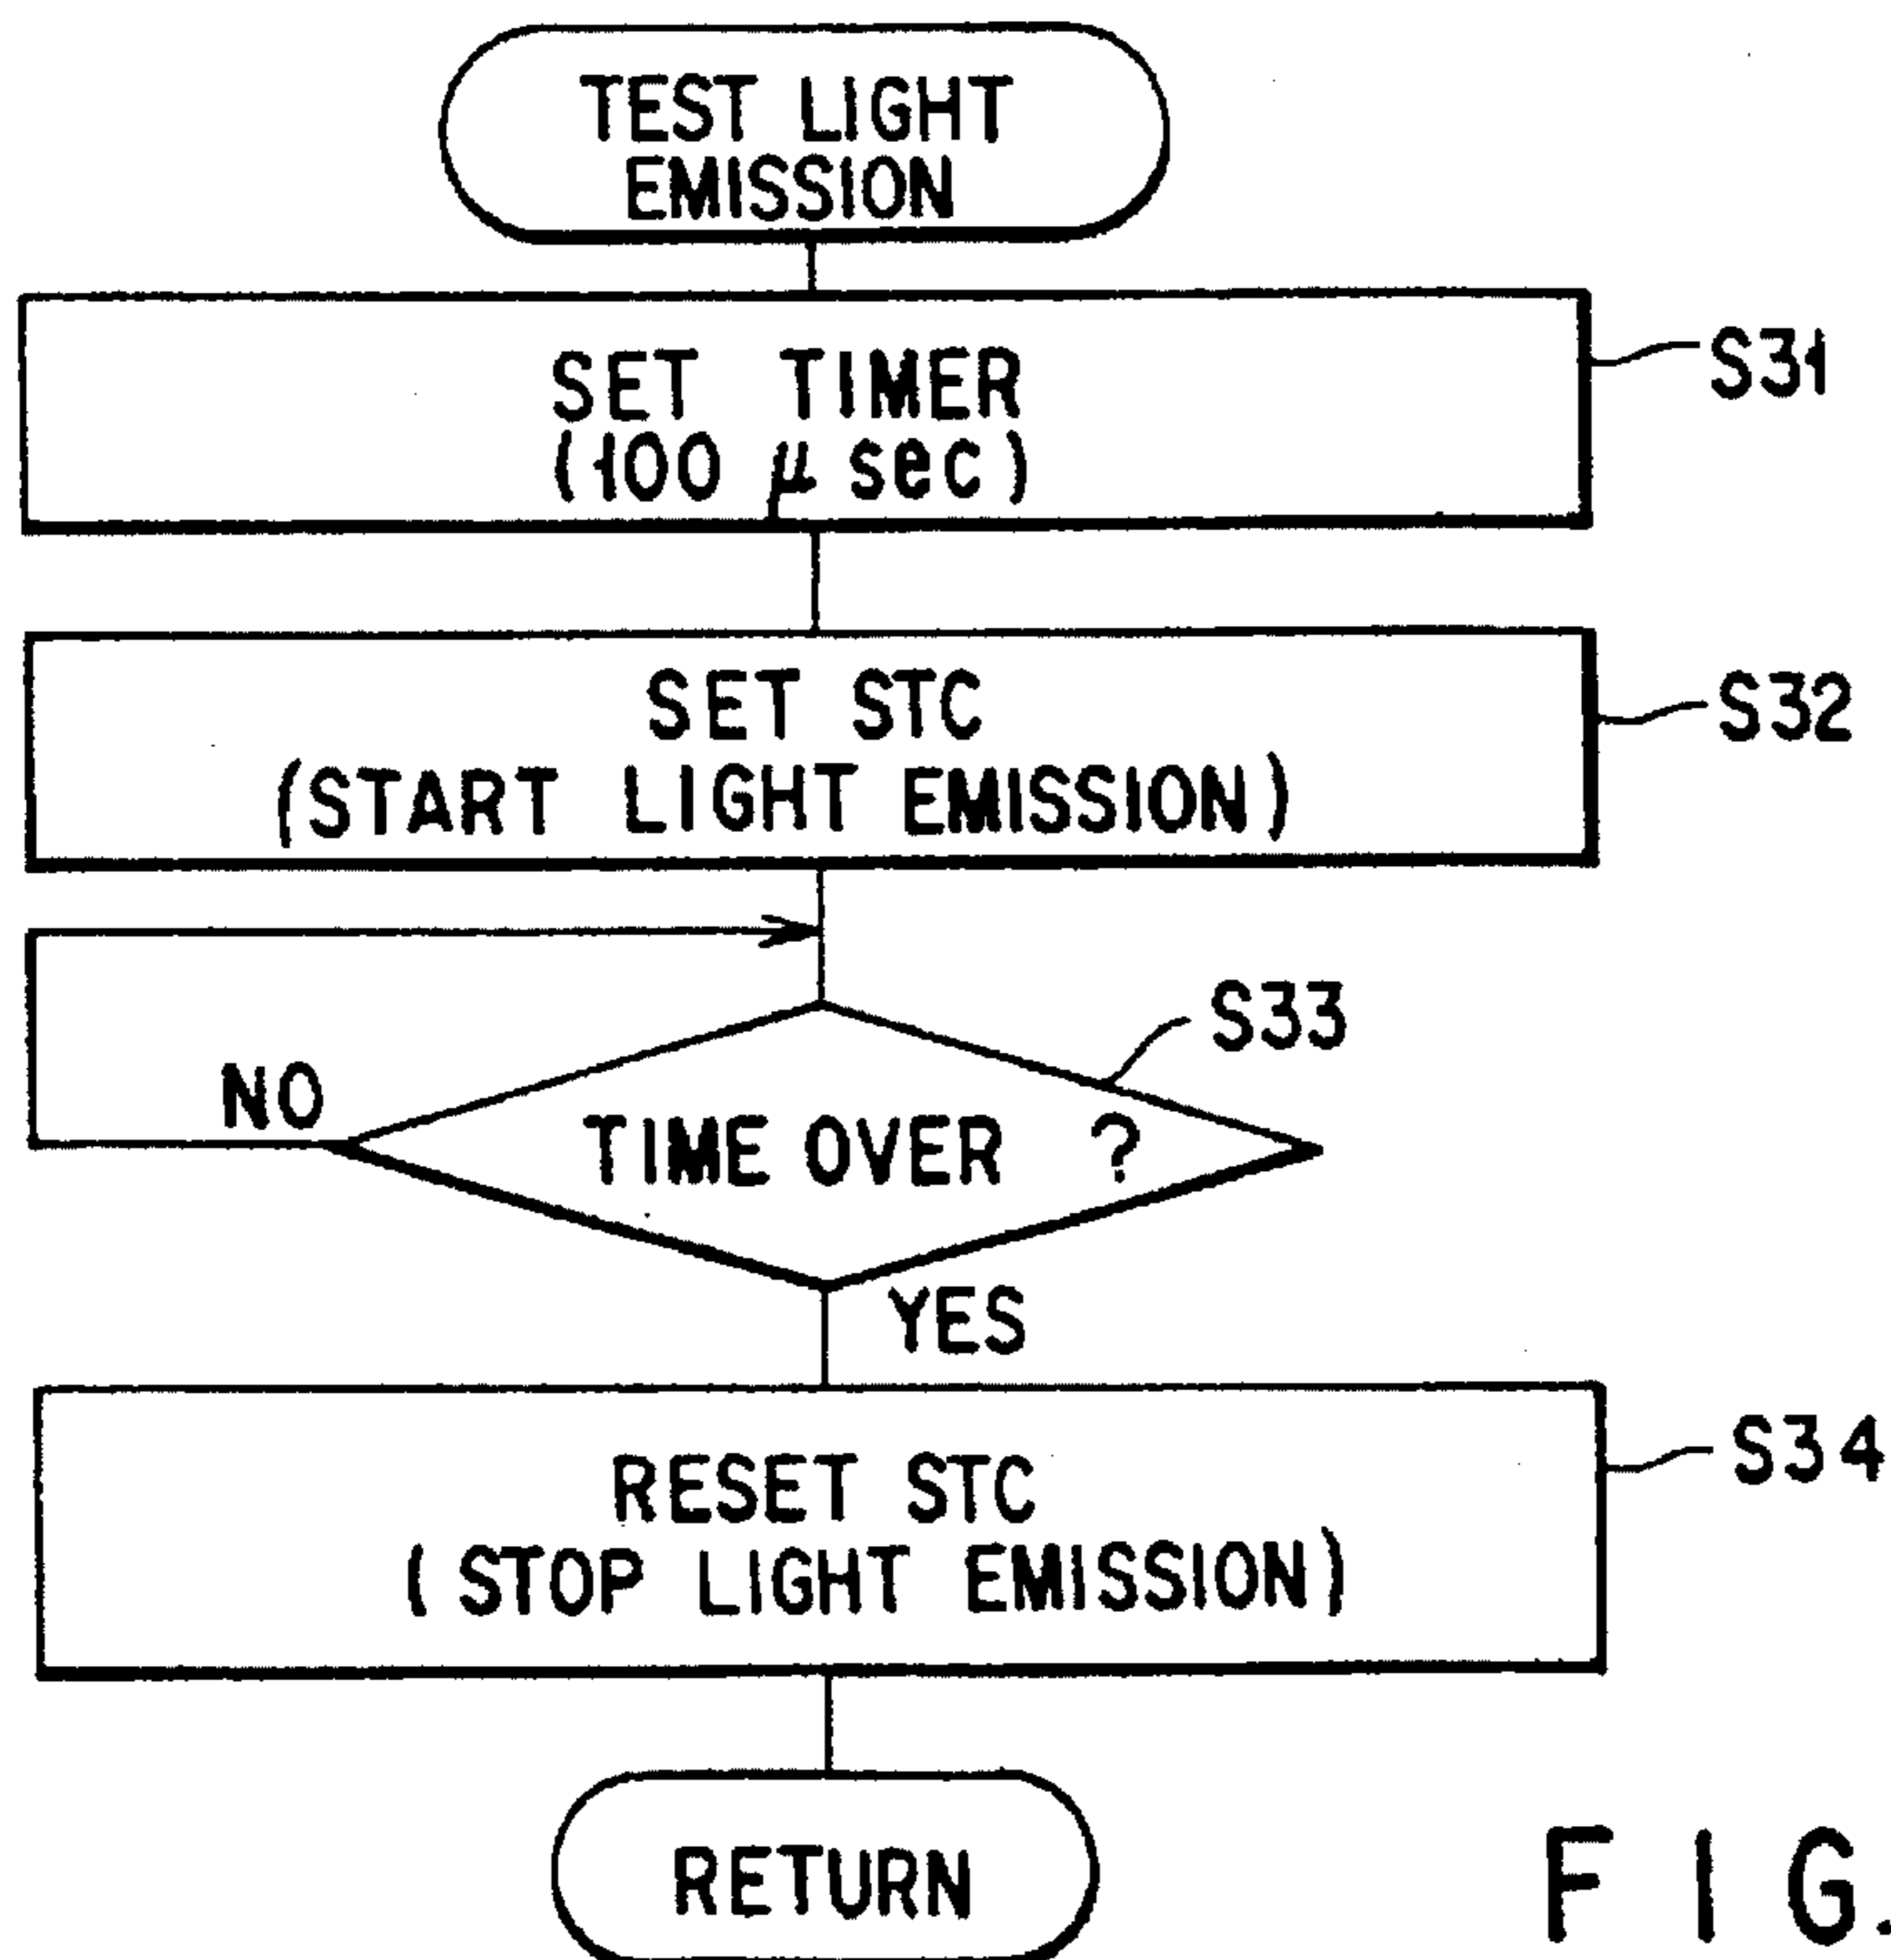 TEST LIGHT
EMISSION
SET TIMER
(100 μ sec)
S31
SET STC
(START LIGHT EMISSION)
S32
S33
NO
TIME OVER ?
YES
RESET STC
(STOP LIGHT EMISSION)
S34
RETURN
FIG.